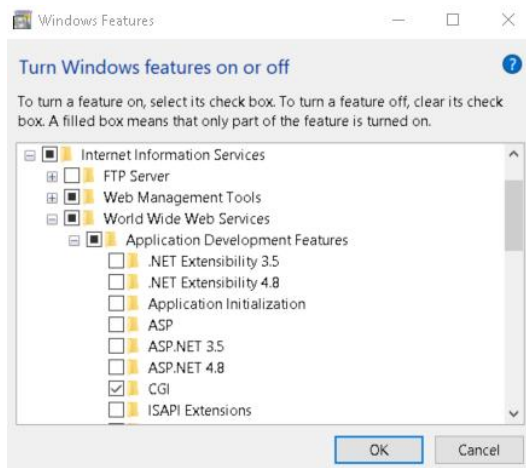 Windows Features
Turn Windows features on or off
To turn a feature on, select its check box. To turn a feature off, clear its check
box. A filled box means that only part of the feature is turned on.
Internet Information Services
FTP Server
Web Management Tools
World Wide Web Services
Application Development Features
.NET Extensibility 3.5
.NET Extensibility 4.8
Application Initialization
ASP
ASP.NET 3.5
ASP.NET 4.8
CGI
ISAPI Extensions
OK Cancel